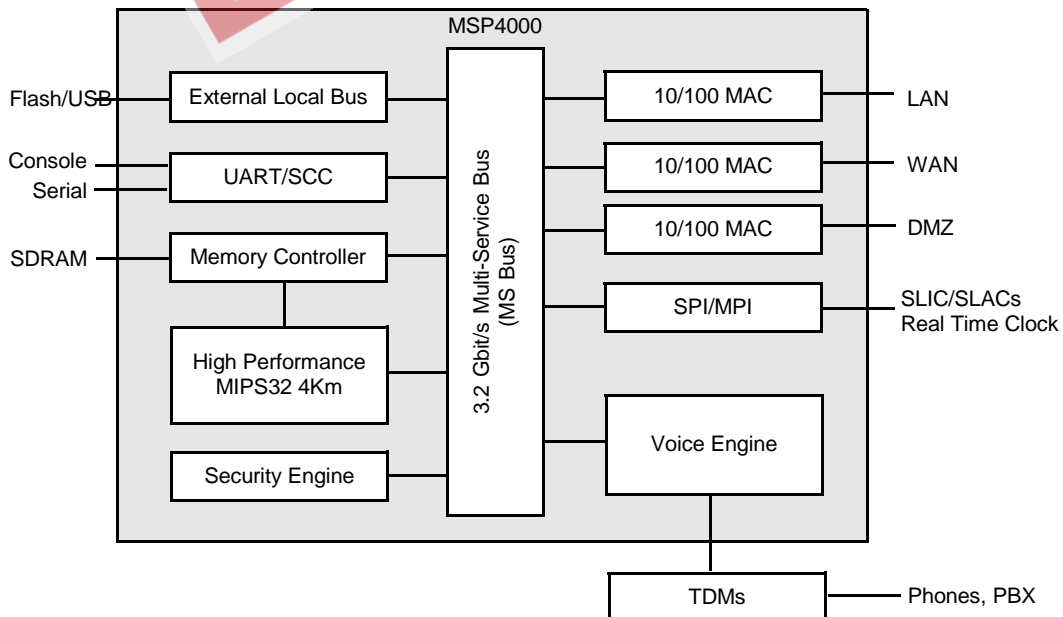 MSP4000
Flash/USB
External Local Bus
10/100 MAC
LAN
Console
Serial
UART/SCC
10/100 MAC
WAN
SDRAM
Memory Controller
10/100 MAC
DMZ
3.2 Gbit/s Multi-Service Bus
(MS Bus)
SPI/MPI
SLIC/SLACs
Real Time Clock
High Performance
MIPS32 4Km
Voice Engine
Security Engine
TDMs
Phones, PBX